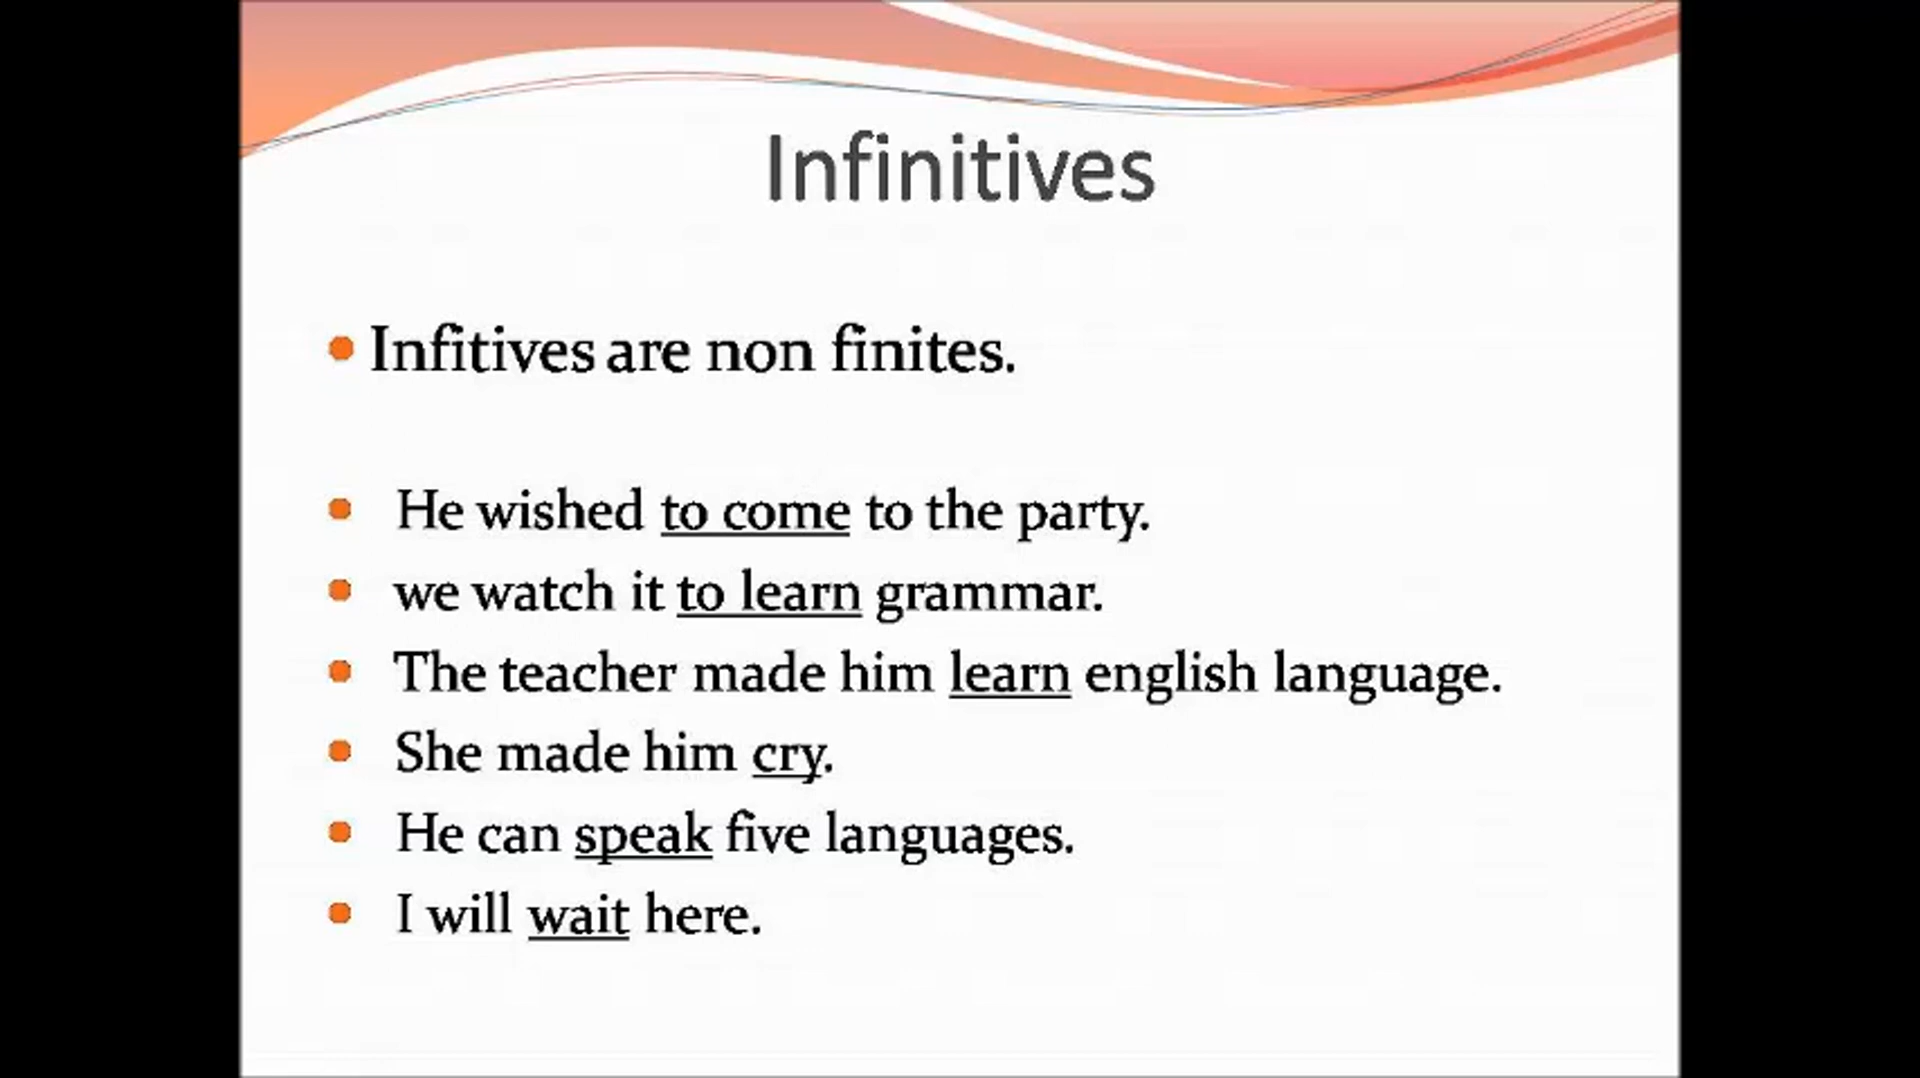 Infinitives
Infitives are non finites.
He wished to come to the party.
we watch it to learn grammar.
The teacher made him learn english language.
She made him cry.
He can speak five languages.
I will wait here.